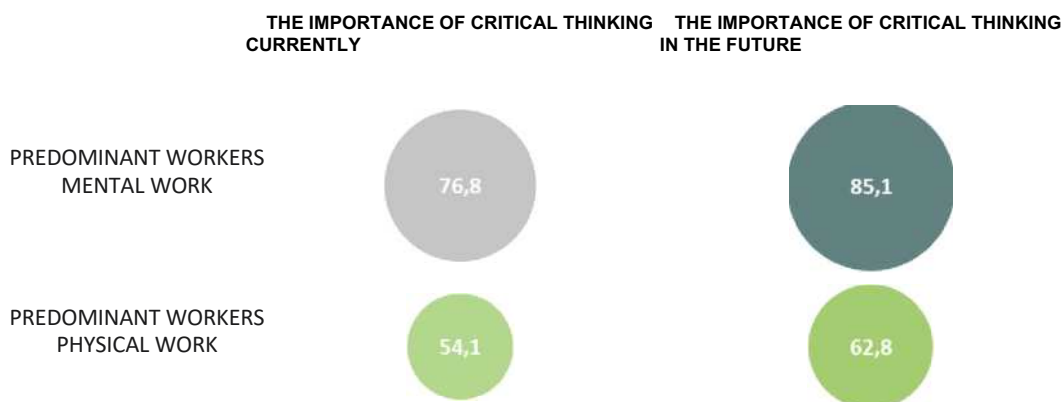 THE IMPORTANCE OF CRITICAL THINKING
CURRENTLY
THE IMPORTANCE OF CRITICAL THINKING
IN THE FUTURE
PREDOMINANT WORKERS
MENTAL WORK
76,8
85,1
PREDOMINANT WORKERS
PHYSICAL WORK
54,1
62,8